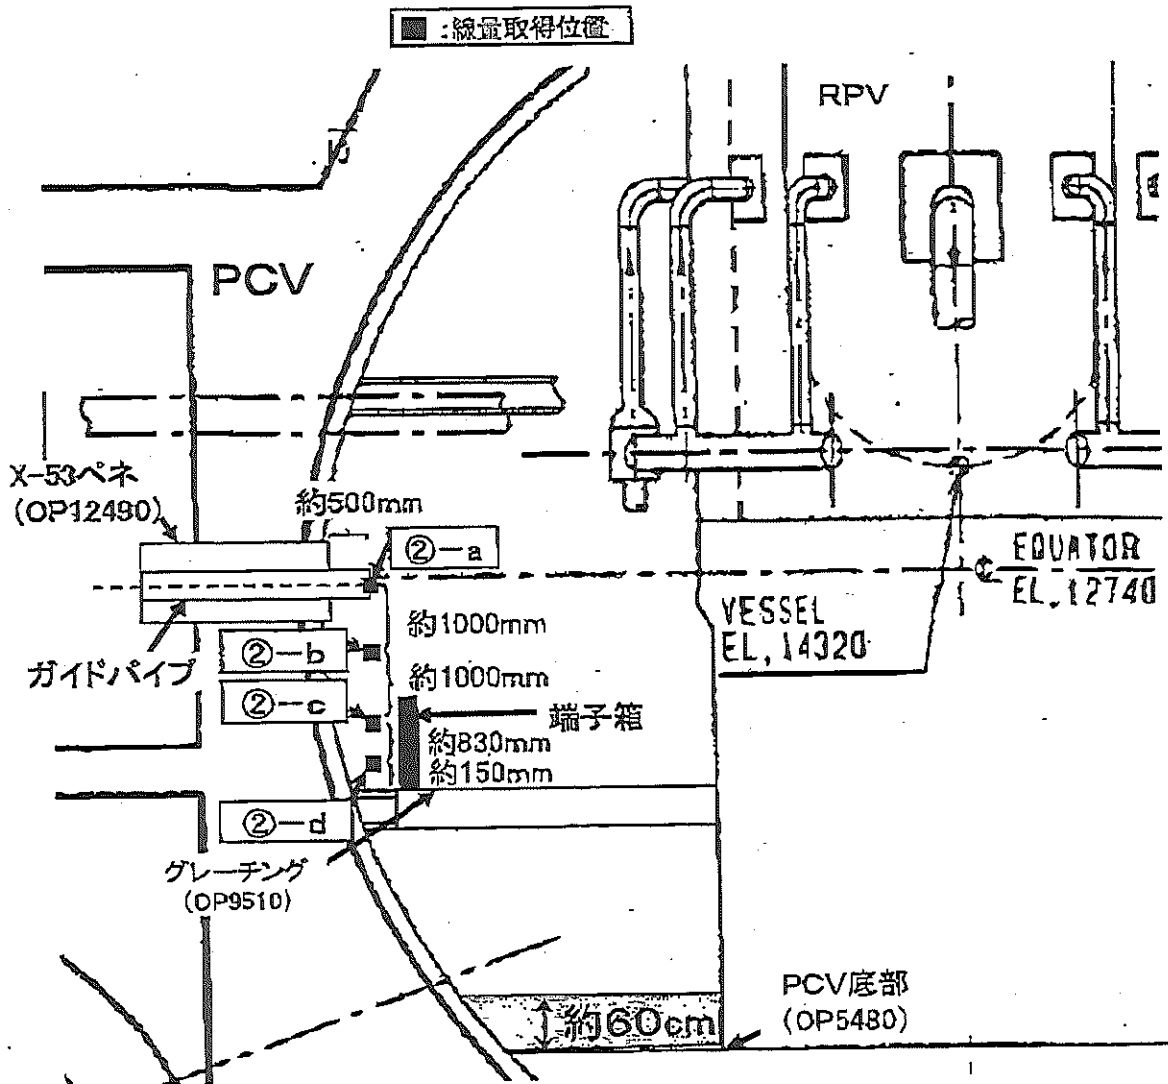 ■ :線量取得位置
RPV
PCV
X-53ペネ
(OP12490)
約500mm
②-a
EQUATOR
EL.12740
約1000mm
VESSEL
EL,14320
ガイドパイプ
②-b
約1000mm
②-c
端子箱
約830mm
約150mm
②-d
グレーチング
(OP9510)
PCV底部
(OP5480)
約60cm